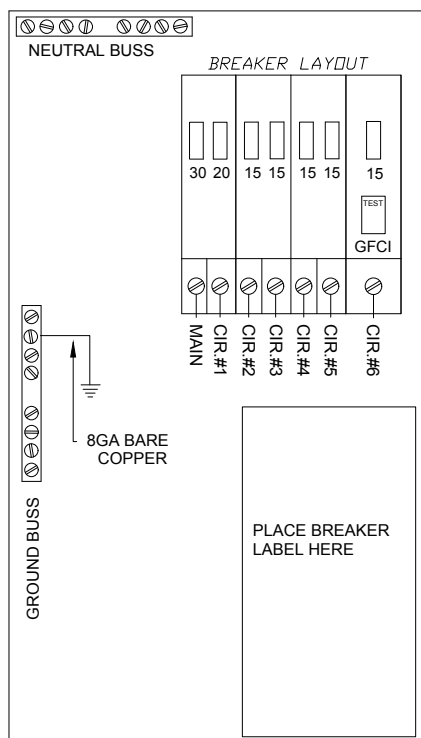 NEUTRAL BUSS
BREAKER LAYOUT
30 20 15 15 15 15 15
TEST
GFCI
MAIN
CIR.#1
CIR.#2
CIR.#3
CIR.#4
CIR.#5
CIR.#6
8GA BARE
COPPER
GROUND BUSS
PLACE BREAKER
LABEL HERE